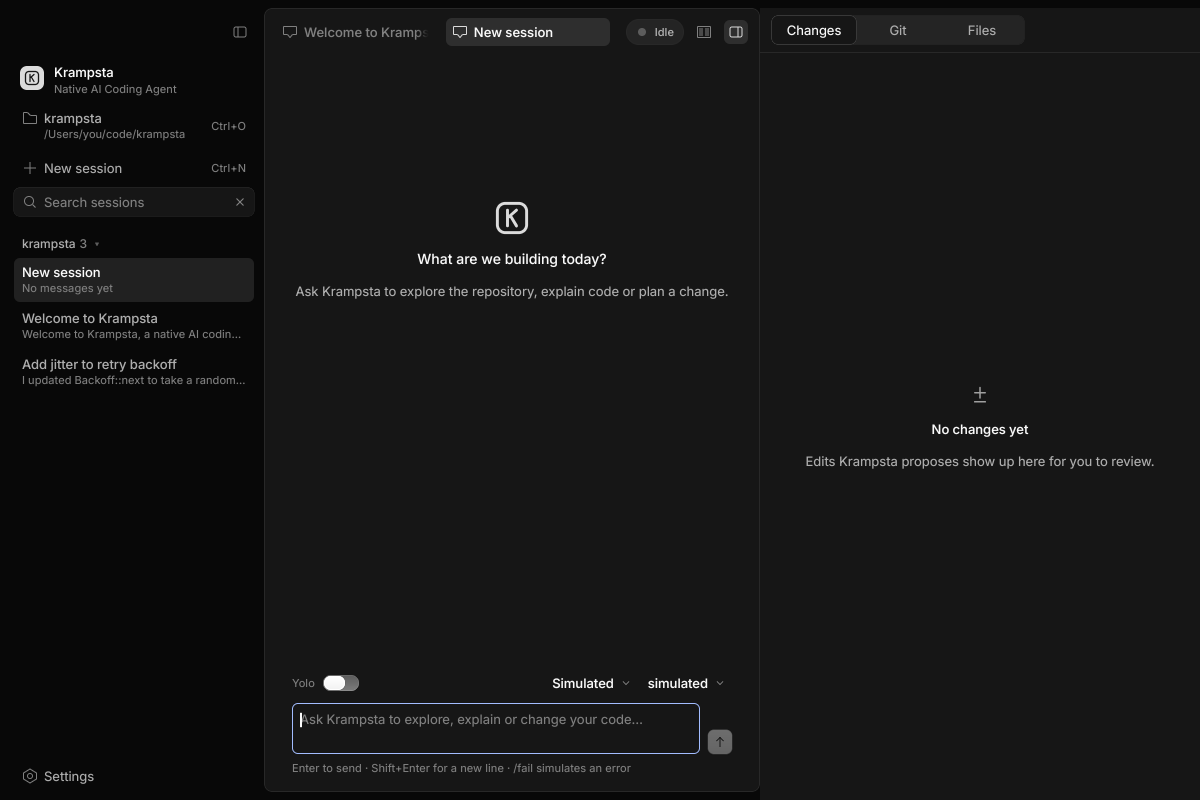 Krampsta
Native AI Coding Agent
krampsta
/Users/you/code/krampsta
Ctrl+O
New session
Ctrl+N
Search sessions
krampsta 3
New session
No messages yet
Welcome to Krampsta
Welcome to Krampsta, a native AI codin...
Add jitter to retry backoff
I updated Backoff::next to take a random...
Settings
Welcome to Kramps
New session
Idle
K
What are we building today?
Ask Krampsta to explore the repository, explain code or plan a change.
Yolo
Simulated
simulated
Ask Krampsta to explore, explain or change your code...
Enter to send · Shift+Enter for a new line · /fail simulates an error
Changes
Git
Files
No changes yet
Edits Krampsta proposes show up here for you to review.